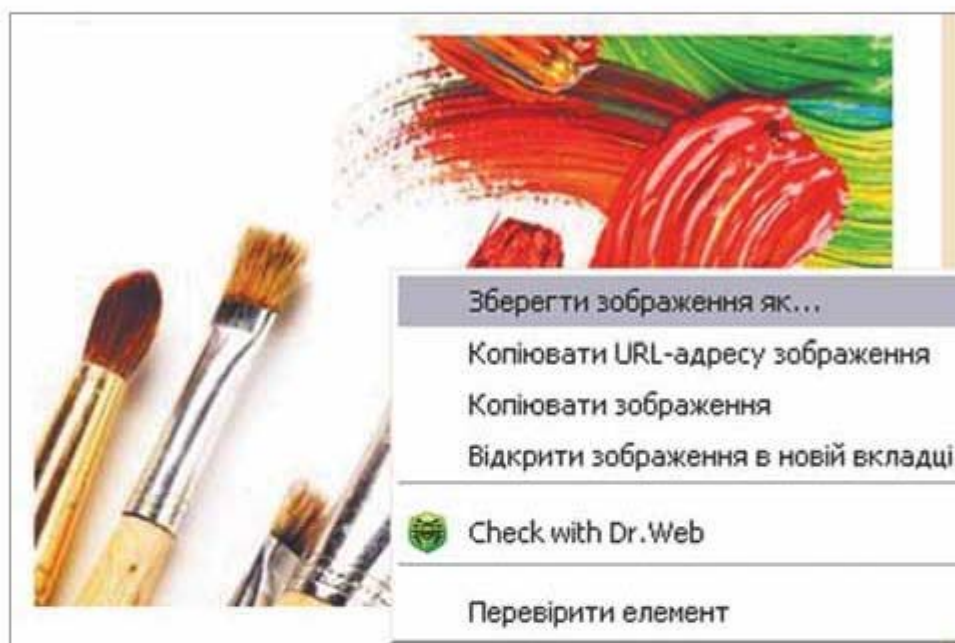 Зберегти зображення як...
Копіювати URL-адресу зображення
Копіювати зображення
Відкрити зображення в новій вкладці
Check with Dr.Web
Перевірити елемент